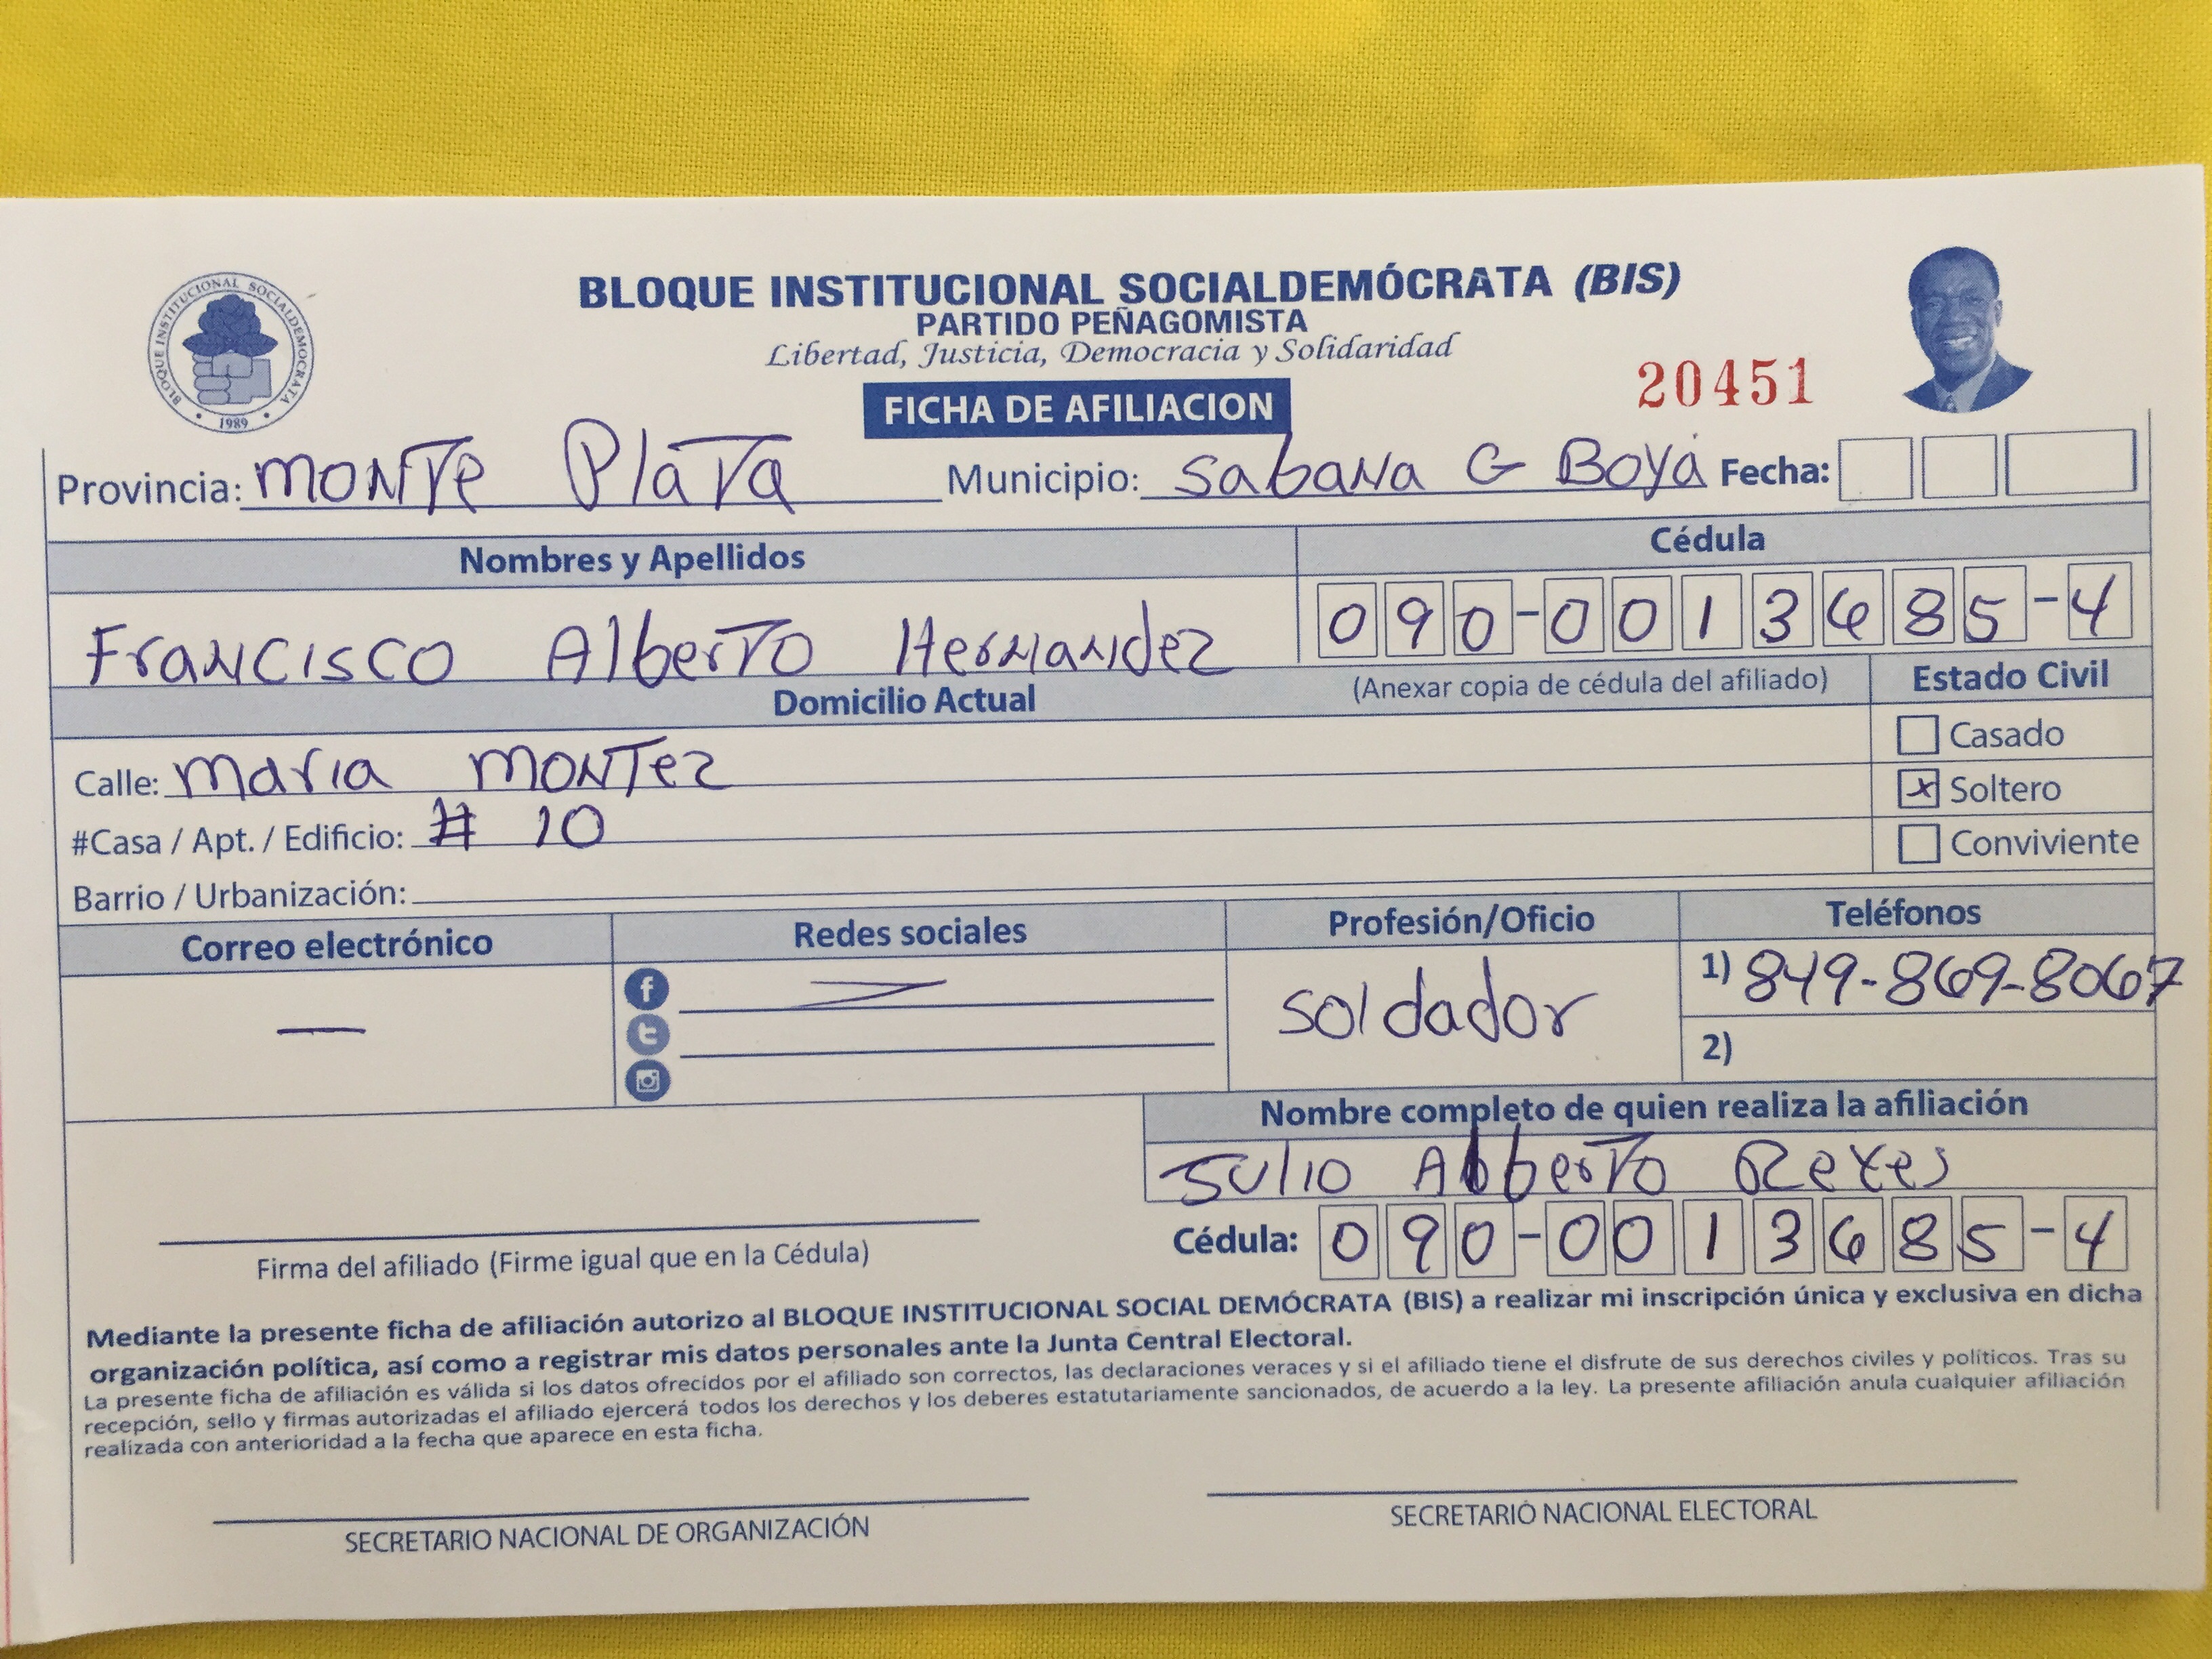 BLOQUE INSTITUCIONAL SOCIALDEMÓCRATA (BIS)
PARTIDO PEÑAGOMISTA
Libertad, Justicia, Democracia y Solidaridad
BLOQUE INSTITUCIONAL SOCIALDEMOCRATA
1989
20451
FICHA DE AFILIACION
Provincia: Monte Plata Municipio: Sabana G Boyá Fecha:
Nombres y Apellidos Cédula
Francisco Alberto Hernandez 090-0013685-4
Domicilio Actual (Anexar copia de cédula del afiliado) Estado Civil
Calle: Maria Montez
Casado
#Casa / Apt. / Edificio: # 10
x Soltero
Barrio / Urbanización:
Conviviente
Correo electrónico Redes sociales Profesión/Oficio Teléfonos
— f — Soldador 1) 849-869-8067
2)
Nombre completo de quien realiza la afiliación
Julio Alberto Reyes
Cédula: 090-0013685-4
Firma del afiliado (Firme igual que en la Cédula)
Mediante la presente ficha de afiliación autorizo al BLOQUE INSTITUCIONAL SOCIAL DEMÓCRATA (BIS) a realizar mi inscripción única y exclusiva en dicha
organización política, así como a registrar mis datos personales ante la Junta Central Electoral.
La presente ficha de afiliación es válida si los datos ofrecidos por el afiliado son correctos, las declaraciones veraces y si el afiliado tiene el disfrute de sus derechos civiles y políticos. Tras su
recepción, sello y firmas autorizadas el afiliado ejercerá todos los derechos y los deberes estatutariamente sancionados, de acuerdo a la ley. La presente afiliación anula cualquier afiliación
realizada con anterioridad a la fecha que aparece en esta ficha.
SECRETARIO NACIONAL DE ORGANIZACIÓN SECRETARIO NACIONAL ELECTORAL